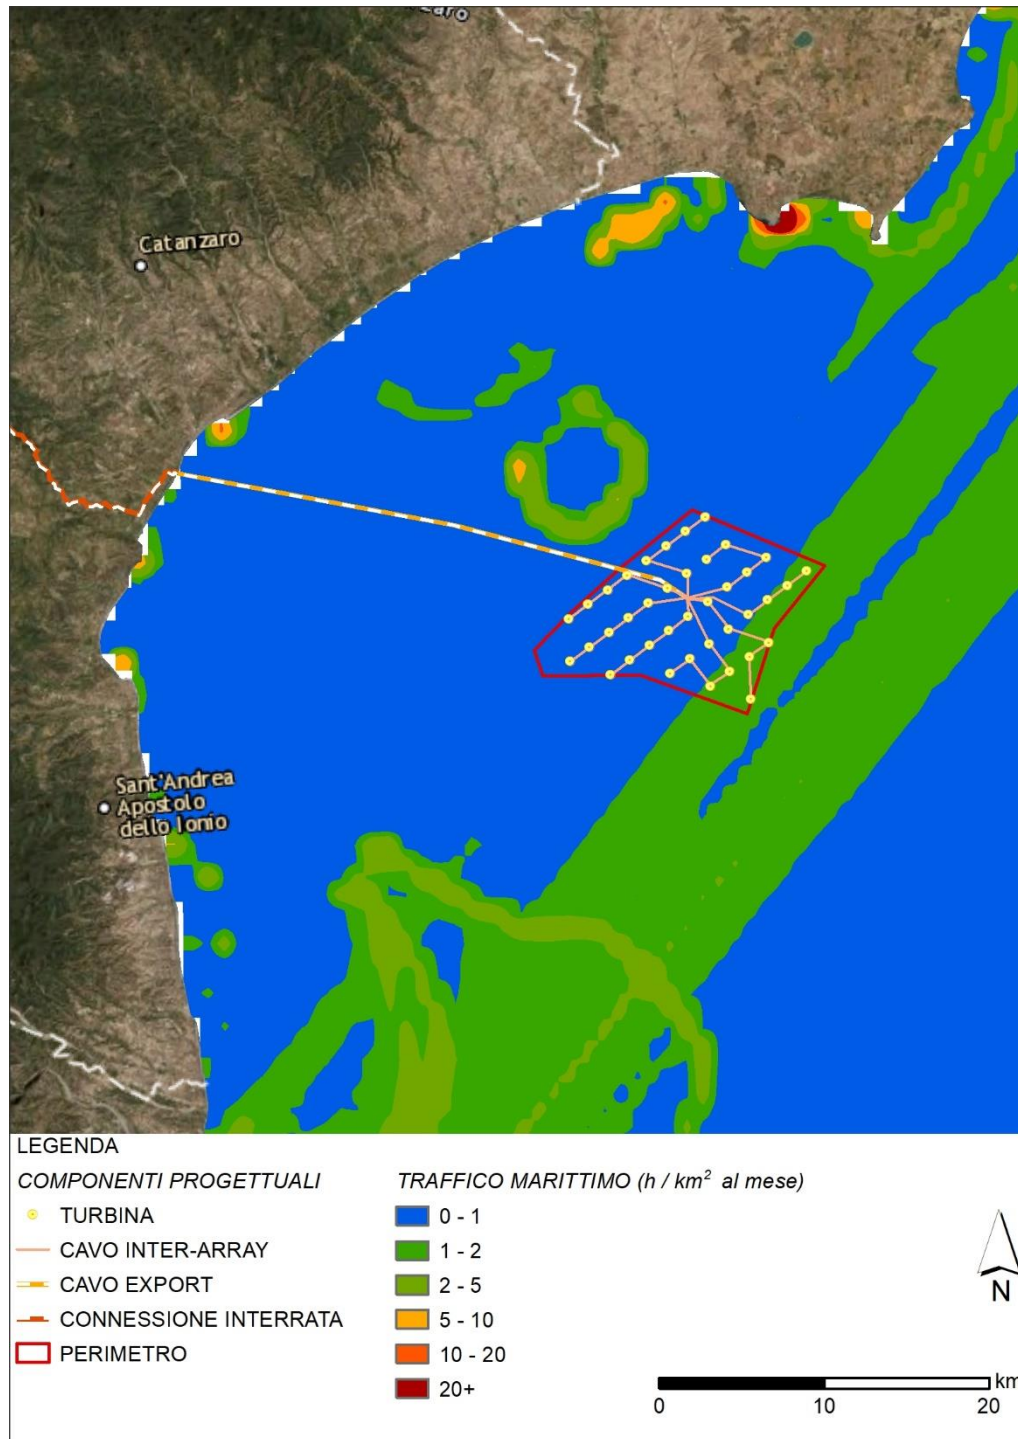 Catanzaro
Sant'Andrea
Apostolo
dello Ionio
LEGENDA
COMPONENTI PROGETTUALI
TURBINA
CAVO INTER-ARRAY
CAVO EXPORT
CONNESSIONE INTERRATA
PERIMETRO
TRAFFICO MARITTIMO (h / km² al mese)
0 - 1
1 - 2
2 - 5
5 - 10
10 - 20
20+
N
km
0 10 20